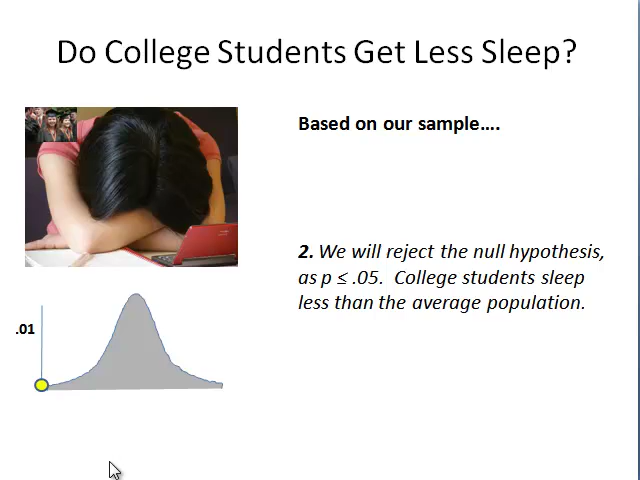 Do College Students Get Less Sleep?
Based on our sample....
2. We will reject the null hypothesis,
as p ≤ .05. College students sleep
less than the average population.
.01